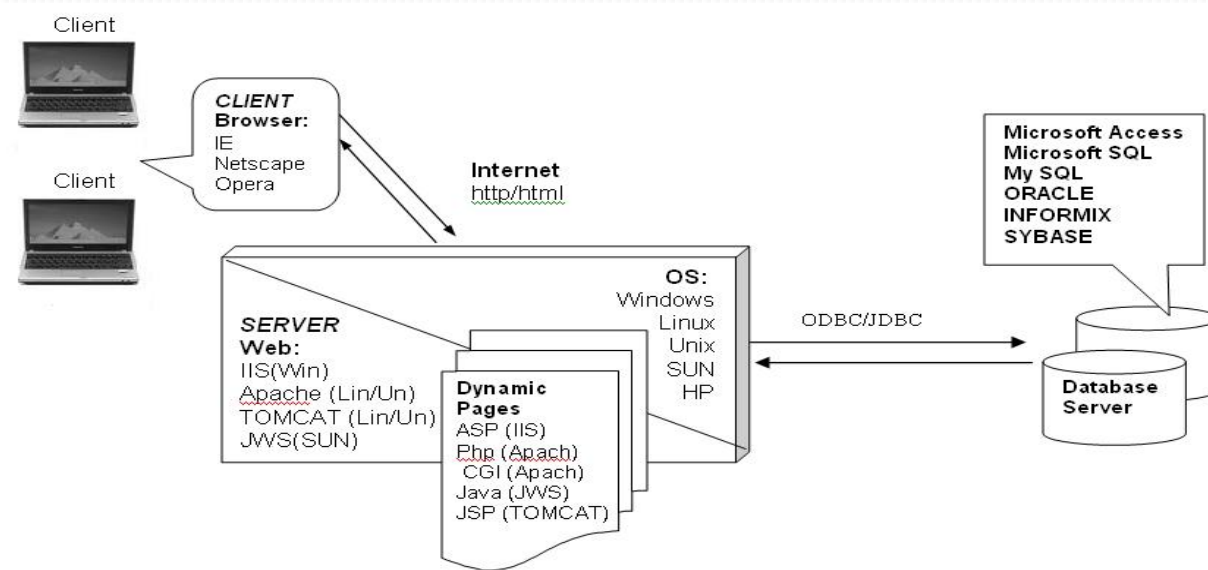 Client
Client
CLIENT
Browser:
IE
Netscape
Opera
Internet
http/html
SERVER
Web:
IIS(Win)
Apache (Lin/Un)
TOMCAT (Lin/Un)
JWS(SUN)
Dynamic
Pages
ASP (IIS)
Php (Apach)
CGI (Apach)
Java (JWS)
JSP (TOMCAT)
OS:
Windows
Linux
Unix
SUN
HP
ODBC/JDBC
Microsoft Access
Microsoft SQL
My SQL
ORACLE
INFORMIX
SYBASE
Database
Server